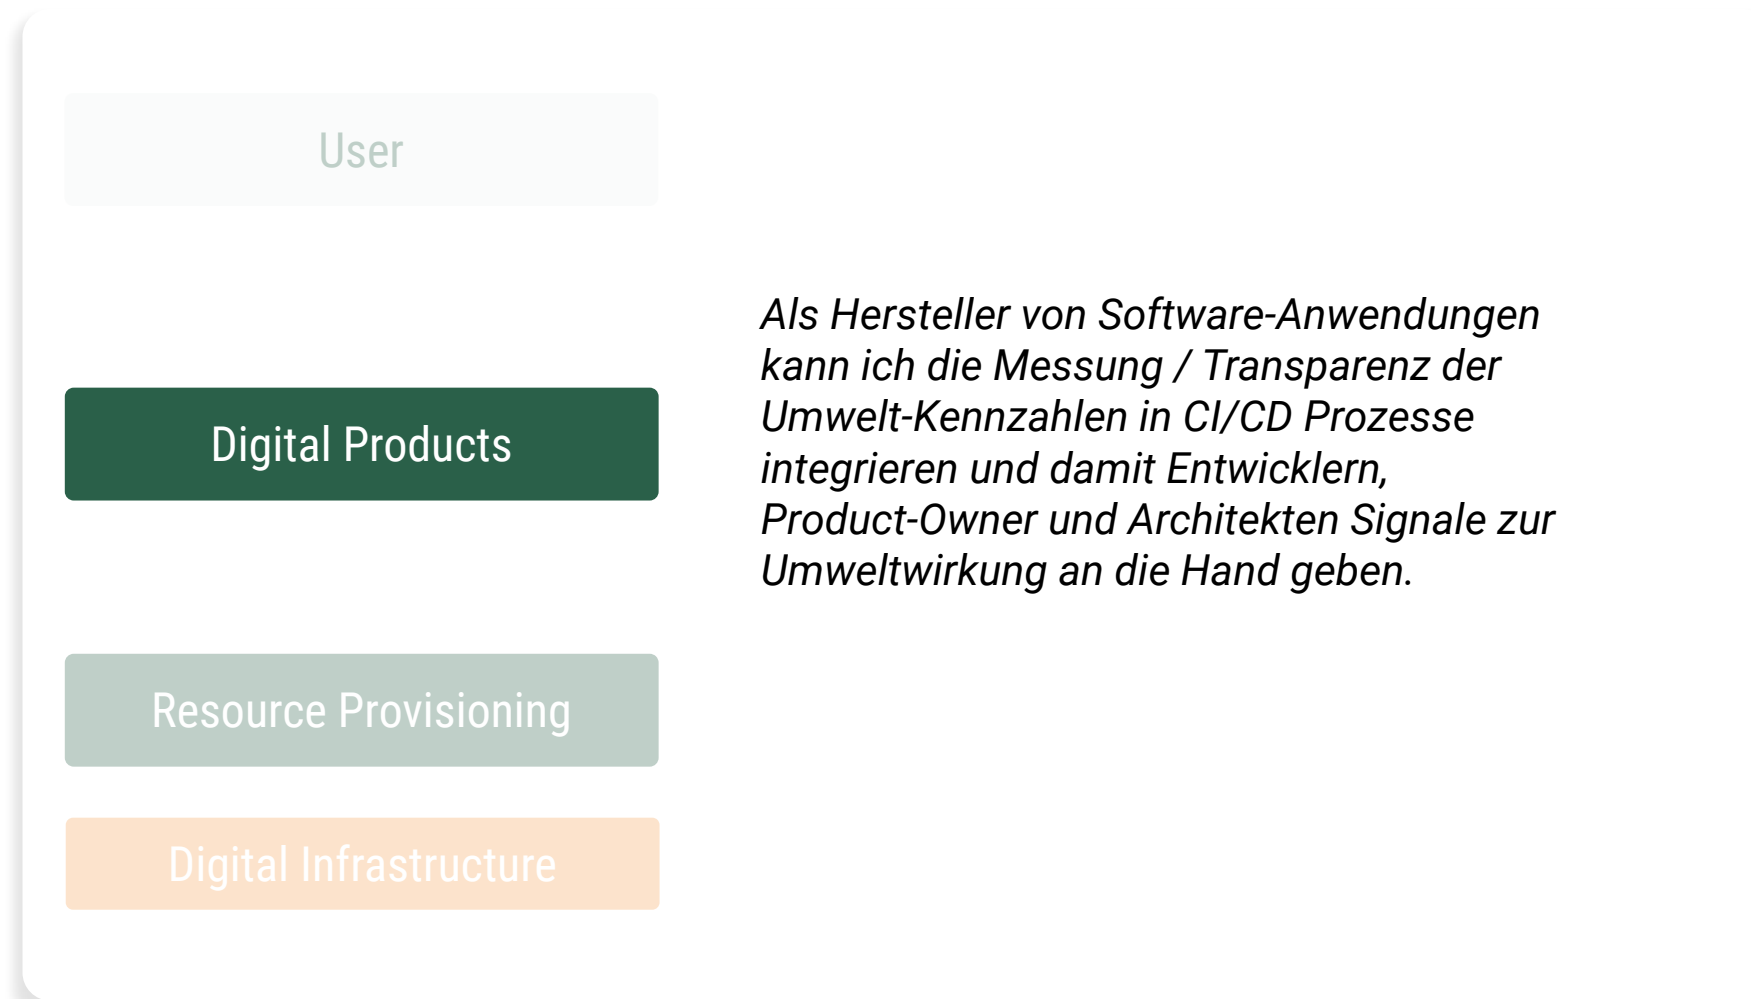 User
Digital Products
Als Hersteller von Software-Anwendungen
kann ich die Messung / Transparenz der
Umwelt-Kennzahlen in CI/CD Prozesse
integrieren und damit Entwicklern,
Product-Owner und Architekten Signale zur
Umweltwirkung an die Hand geben.
Resource Provisioning
Digital Infrastructure